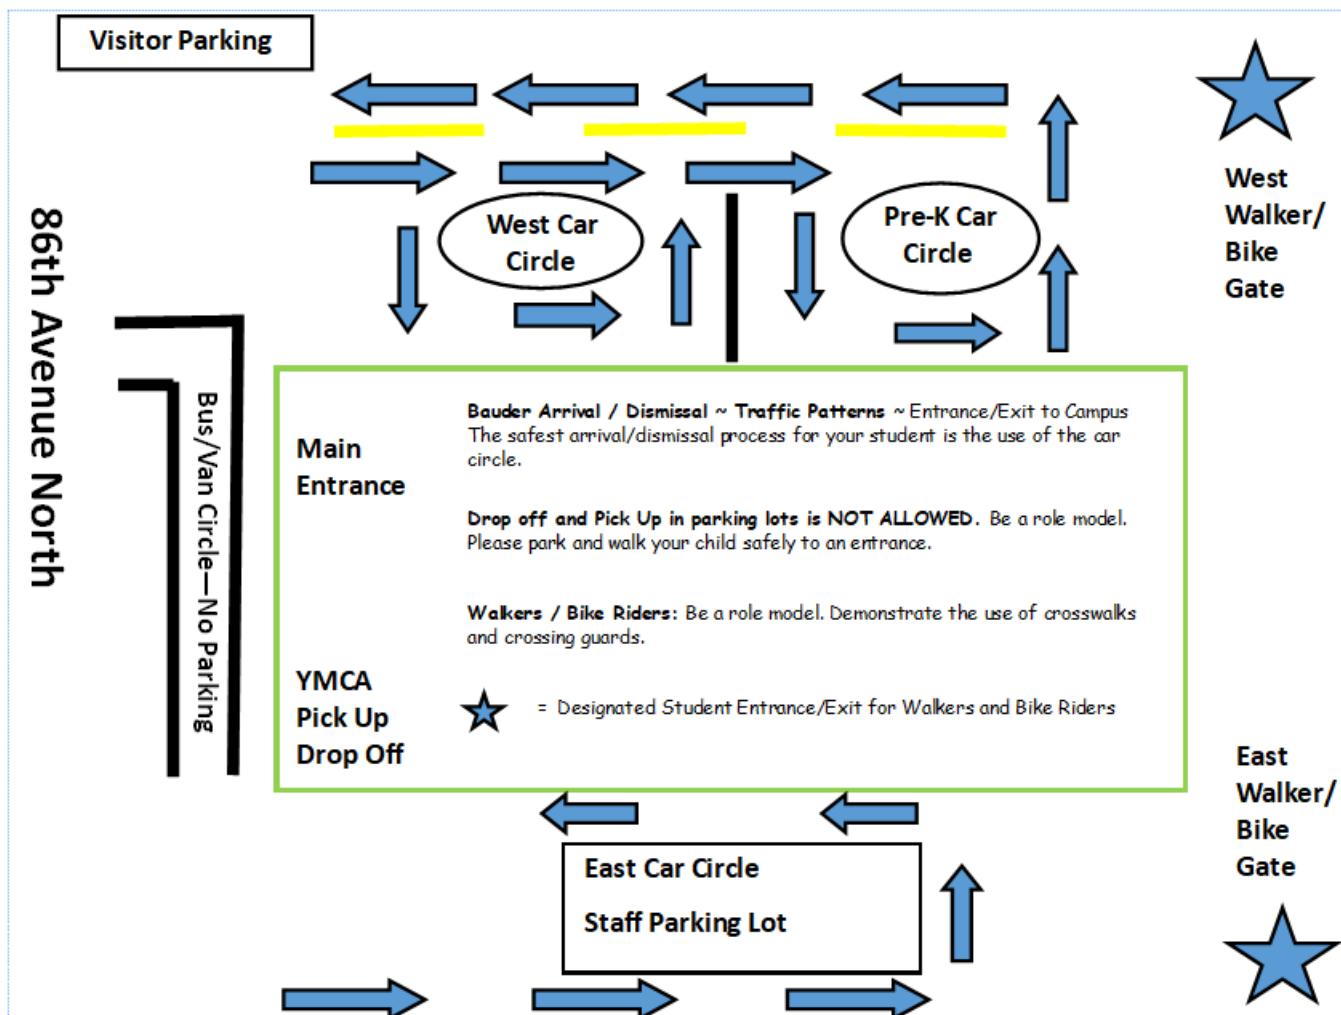 Visitor Parking
West
Walker/
Bike
Gate
West Car
Circle
Pre-K Car
Circle
86th Avenue North
Bus/Van Circle—No Parking
Main
Entrance
Bauder Arrival / Dismissal ~ Traffic Patterns ~ Entrance/Exit to Campus
The safest arrival/dismissal process for your student is the use of the car
circle.
Drop off and Pick Up in parking lots is NOT ALLOWED. Be a role model.
Please park and walk your child safely to an entrance.
Walkers / Bike Riders: Be a role model. Demonstrate the use of crosswalks
and crossing guards.
YMCA
Pick Up
Drop Off
= Designated Student Entrance/Exit for Walkers and Bike Riders
East
Walker/
Bike
Gate
East Car Circle
Staff Parking Lot